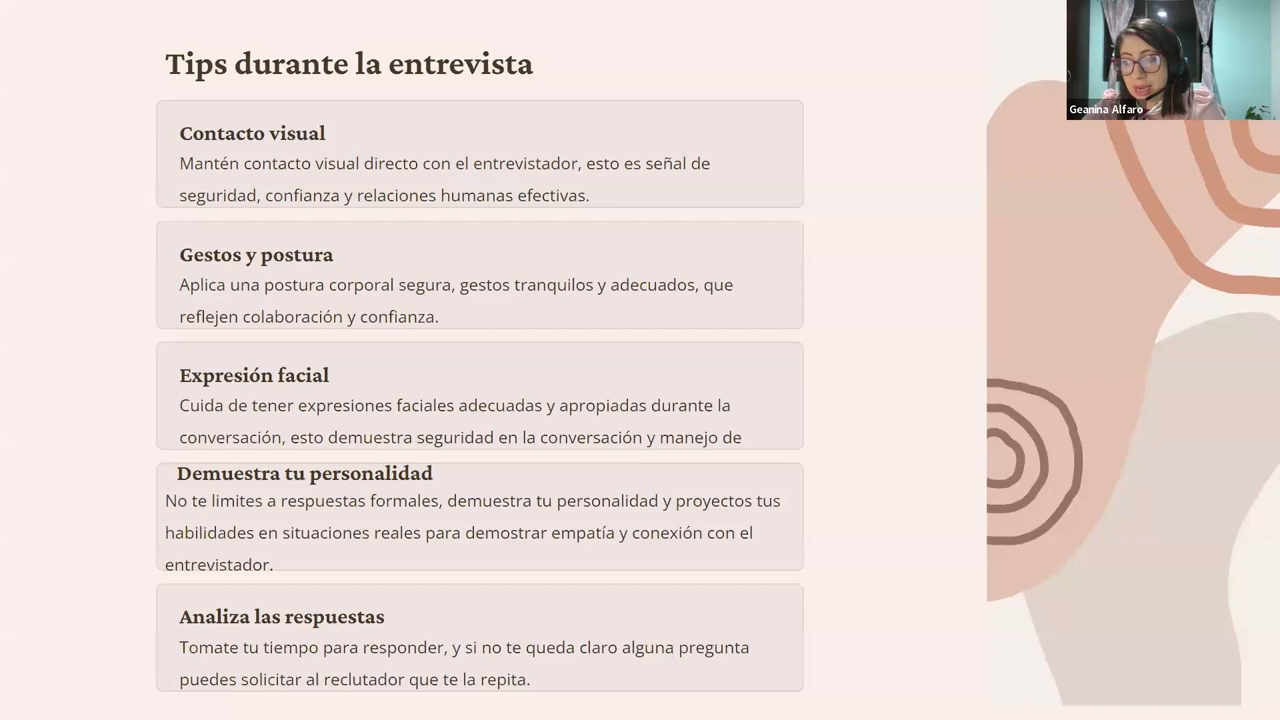 Tips durante la entrevista
Geanina Alfaro
Contacto visual
Mantén contacto visual directo con el entrevistador, esto es señal de
seguridad, confianza y relaciones humanas efectivas.
Gestos y postura
Aplica una postura corporal segura, gestos tranquilos y adecuados, que
reflejen colaboración y confianza.
Expresión facial
Cuida de tener expresiones faciales adecuadas y apropiadas durante la
conversación, esto demuestra seguridad en la conversación y manejo de
Demuestra tu personalidad
No te limites a respuestas formales, demuestra tu personalidad y proyectos tus
habilidades en situaciones reales para demostrar empatía y conexión con el
entrevistador.
Analiza las respuestas
Tomate tu tiempo para responder, y si no te queda claro alguna pregunta
puedes solicitar al reclutador que te la repita.